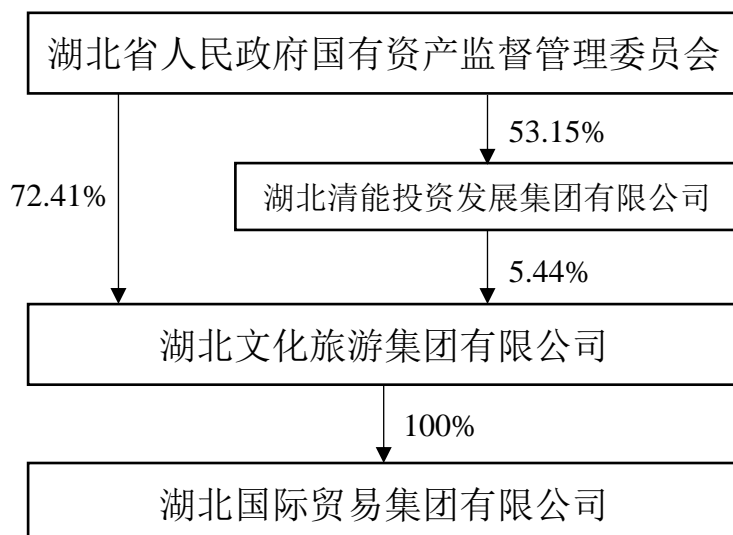 湖北省人民政府国有资产监督管理委员会
53.15%
72.41%
湖北清能投资发展集团有限公司
5.44%
湖北文化旅游集团有限公司
100%
湖北国际贸易集团有限公司